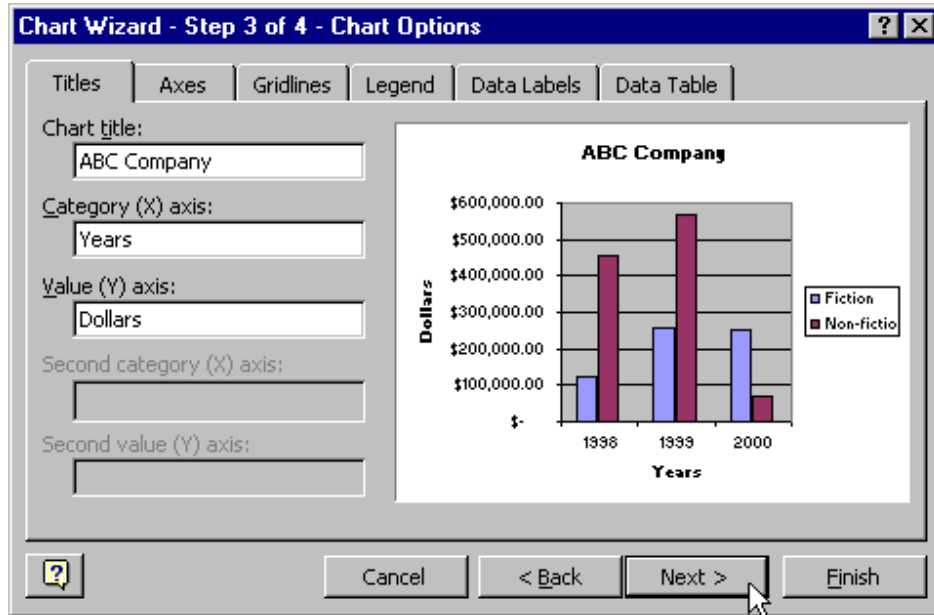 Chart Wizard - Step 3 of 4 - Chart Options
Titles Axes Gridlines Legend Data Labels Data Table
Chart title:
ABC Company
Category (X) axis:
Years
Value (Y) axis:
Dollars
Second category (X) axis:
Second value (Y) axis:
ABC Company
$600,000.00
$500,000.00
$400,000.00
$300,000.00
$200,000.00
$100,000.00
$-
Dollars
1998 1999 2000
Years
Fiction
Non-fictio
Cancel < Back Next > Finish